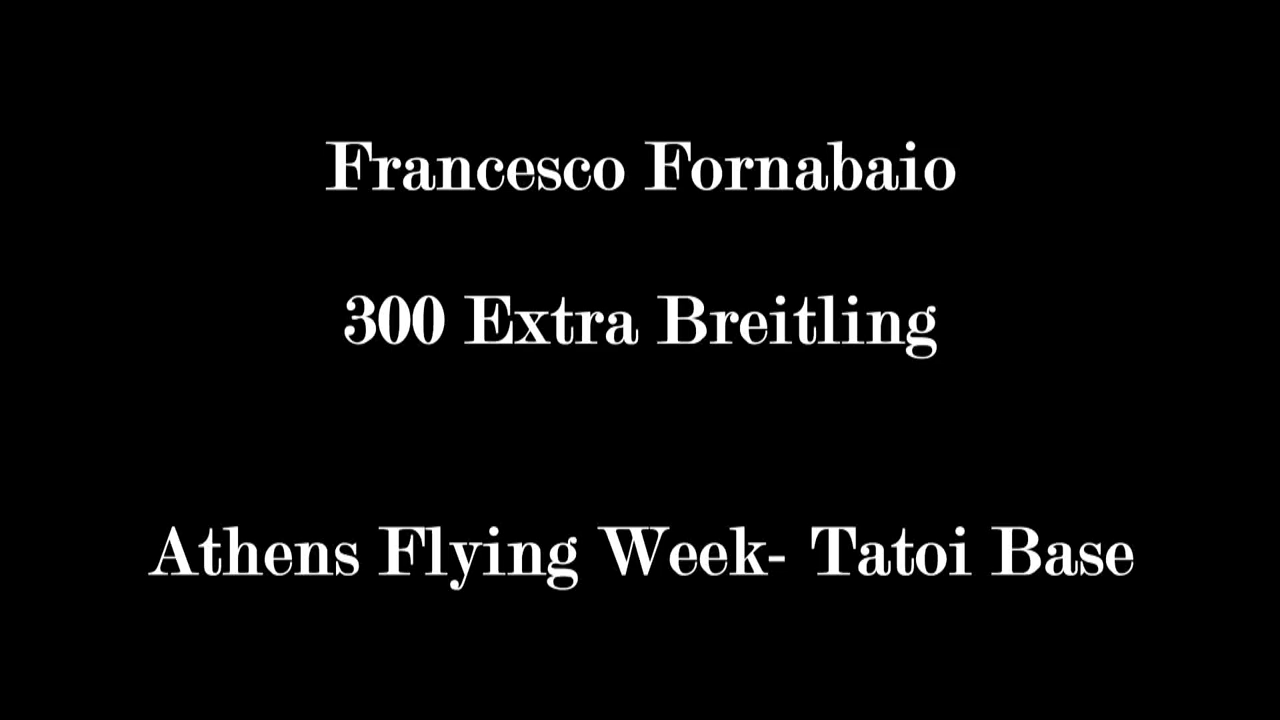 Francesco Fornabaio
300 Extra Breitling
Athens Flying Week- Tatoi Base